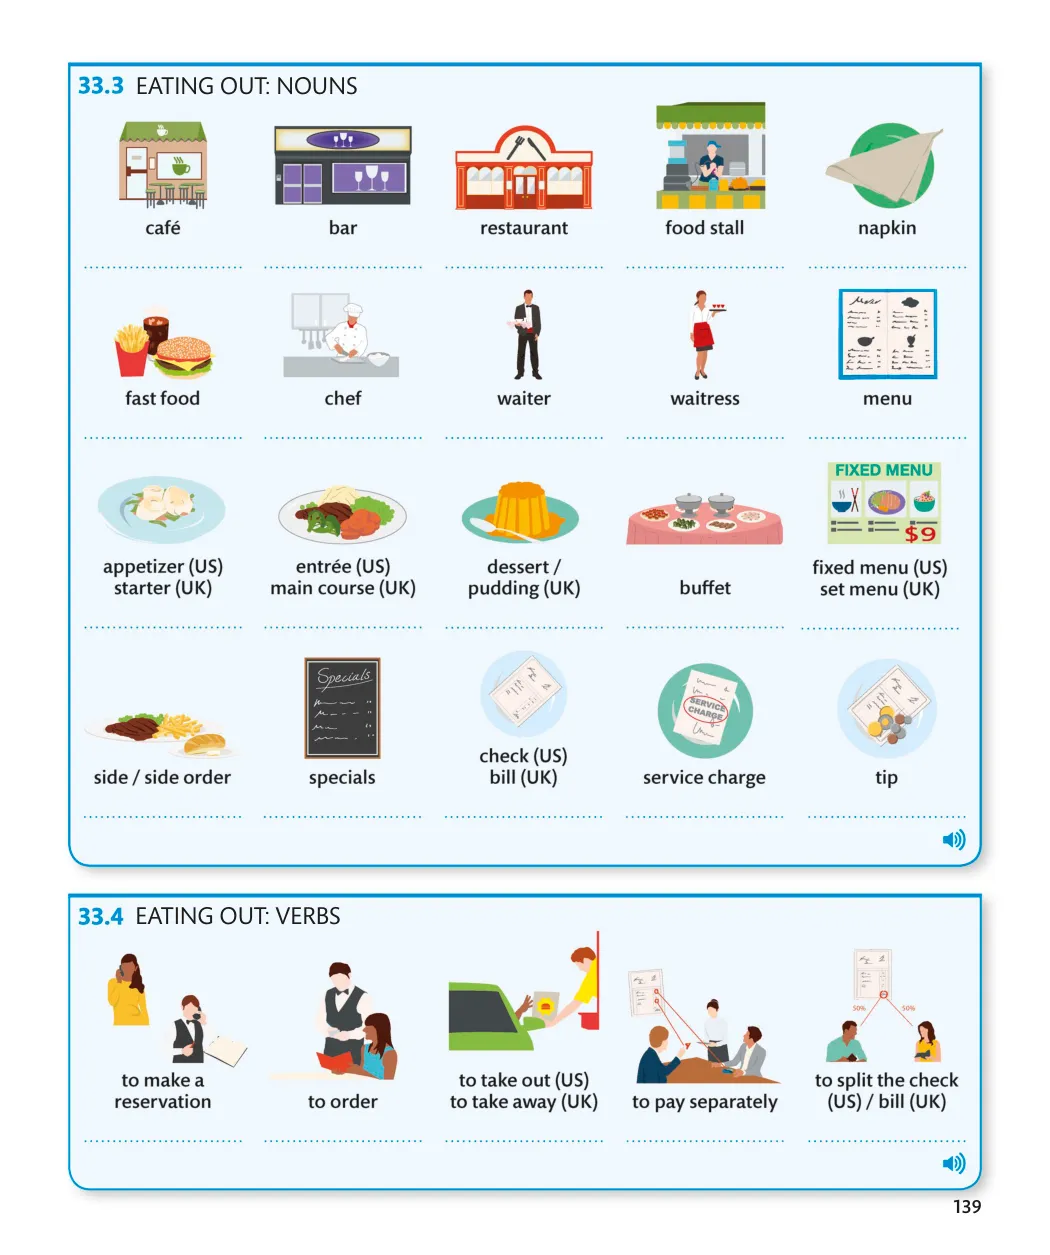 33.3 EATING OUT: NOUNS
café
bar
restaurant
food stall
napkin
fast food
chef
waiter
waitress
menu
FIXED MENU
$9
appetizer (US)
starter (UK)
entrée (US)
main course (UK)
dessert /
pudding (UK)
buffet
fixed menu (US)
set menu (UK)
Specials
SERVICE
CHARGE
side / side order
specials
check (US)
bill (UK)
service charge
tip
33.4 EATING OUT: VERBS
50%
50%
to make a
reservation
to order
to take out (US)
to take away (UK)
to pay separately
to split the check
(US) / bill (UK)
139